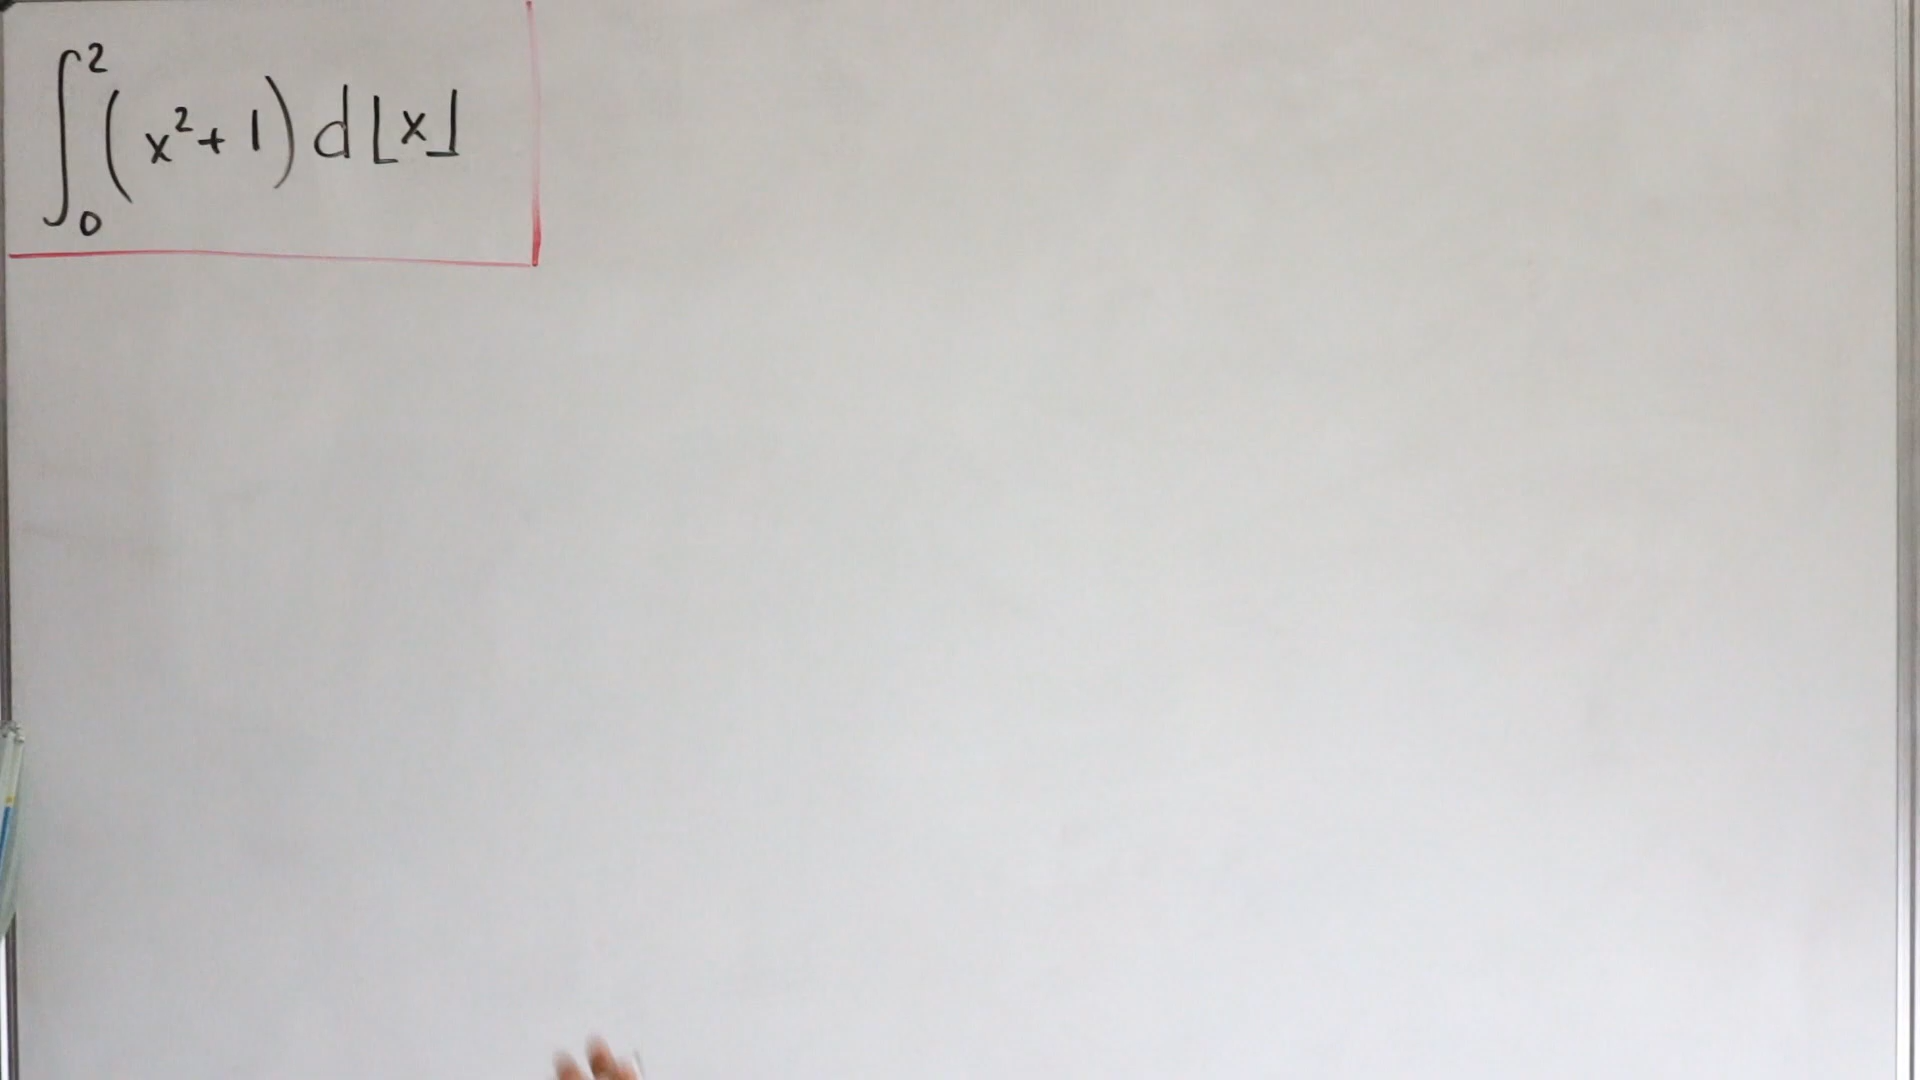 ∫₀² (x² + 1) d⌊x⌋